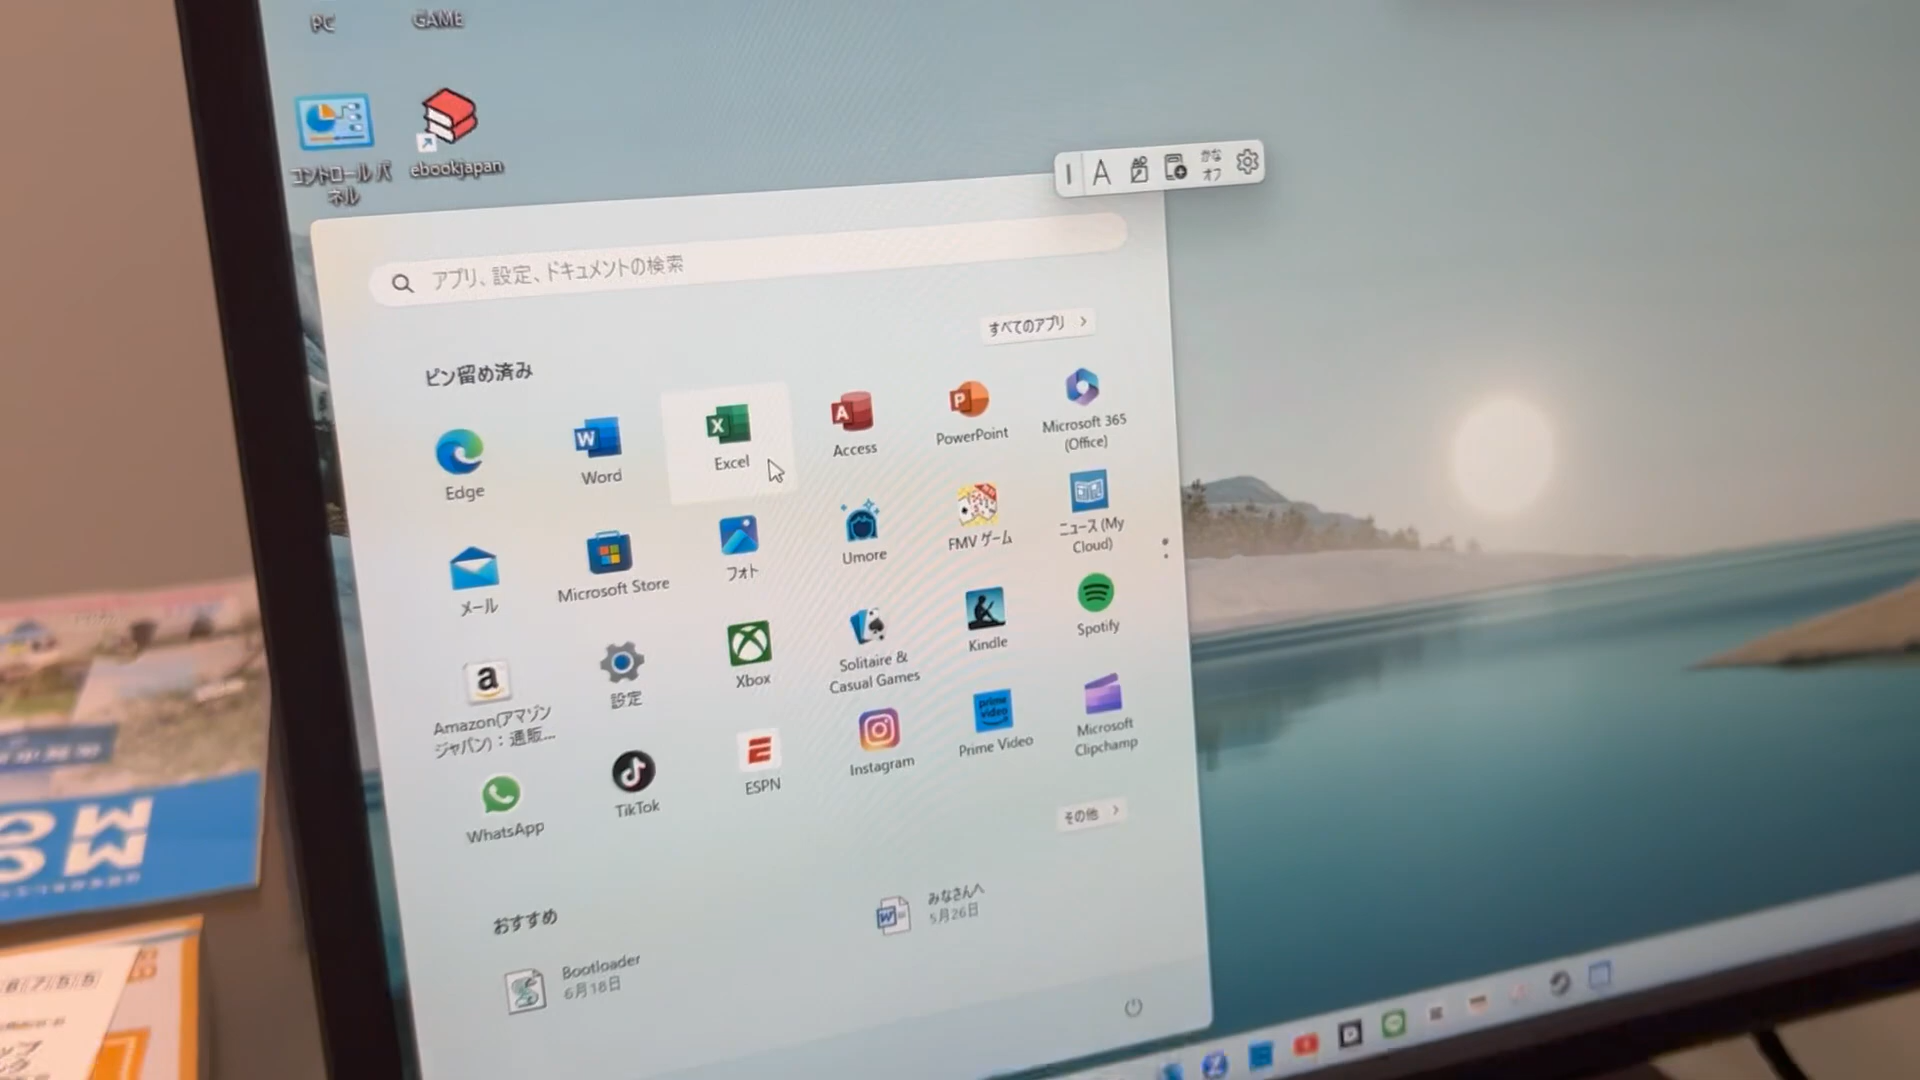 PC
GAME
コントロール パ
ネル
ebookjapan
A
かな
オフ
アプリ、設定、ドキュメントの検索
すべてのアプリ
ピン留め済み
Edge
Word
Excel
Access
PowerPoint
Microsoft 365
(Office)
メール
Microsoft Store
フォト
Umore
FMV ゲーム
ニュース (My
Cloud)
Amazon(アマゾン
ジャパン)：通販...
設定
Xbox
Solitaire &
Casual Games
Kindle
Spotify
WhatsApp
TikTok
ESPN
Instagram
prime
video
Prime Video
Microsoft
Clipchamp
その他
おすすめ
みなさんへ
5月26日
Bootloader
6月18日